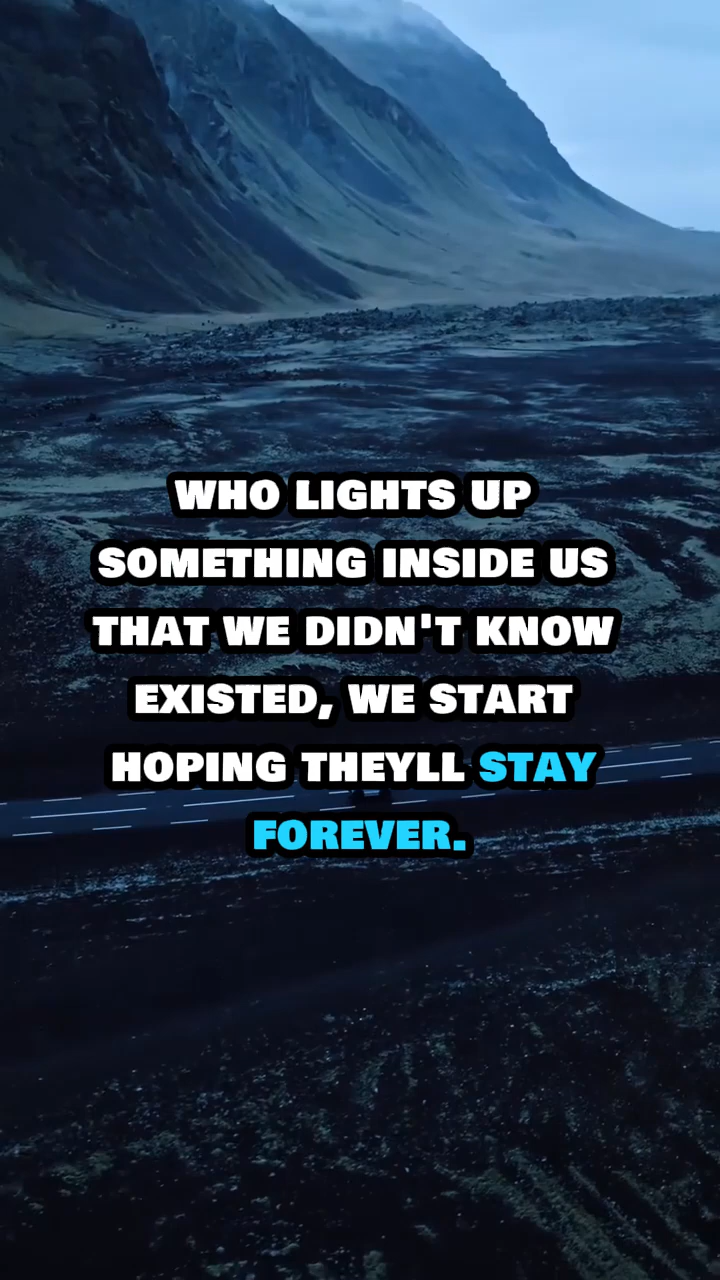 WHO LIGHTS UP
SOMETHING INSIDE US
THAT WE DIDN'T KNOW
EXISTED, WE START
HOPING THEYLL STAY
FOREVER.